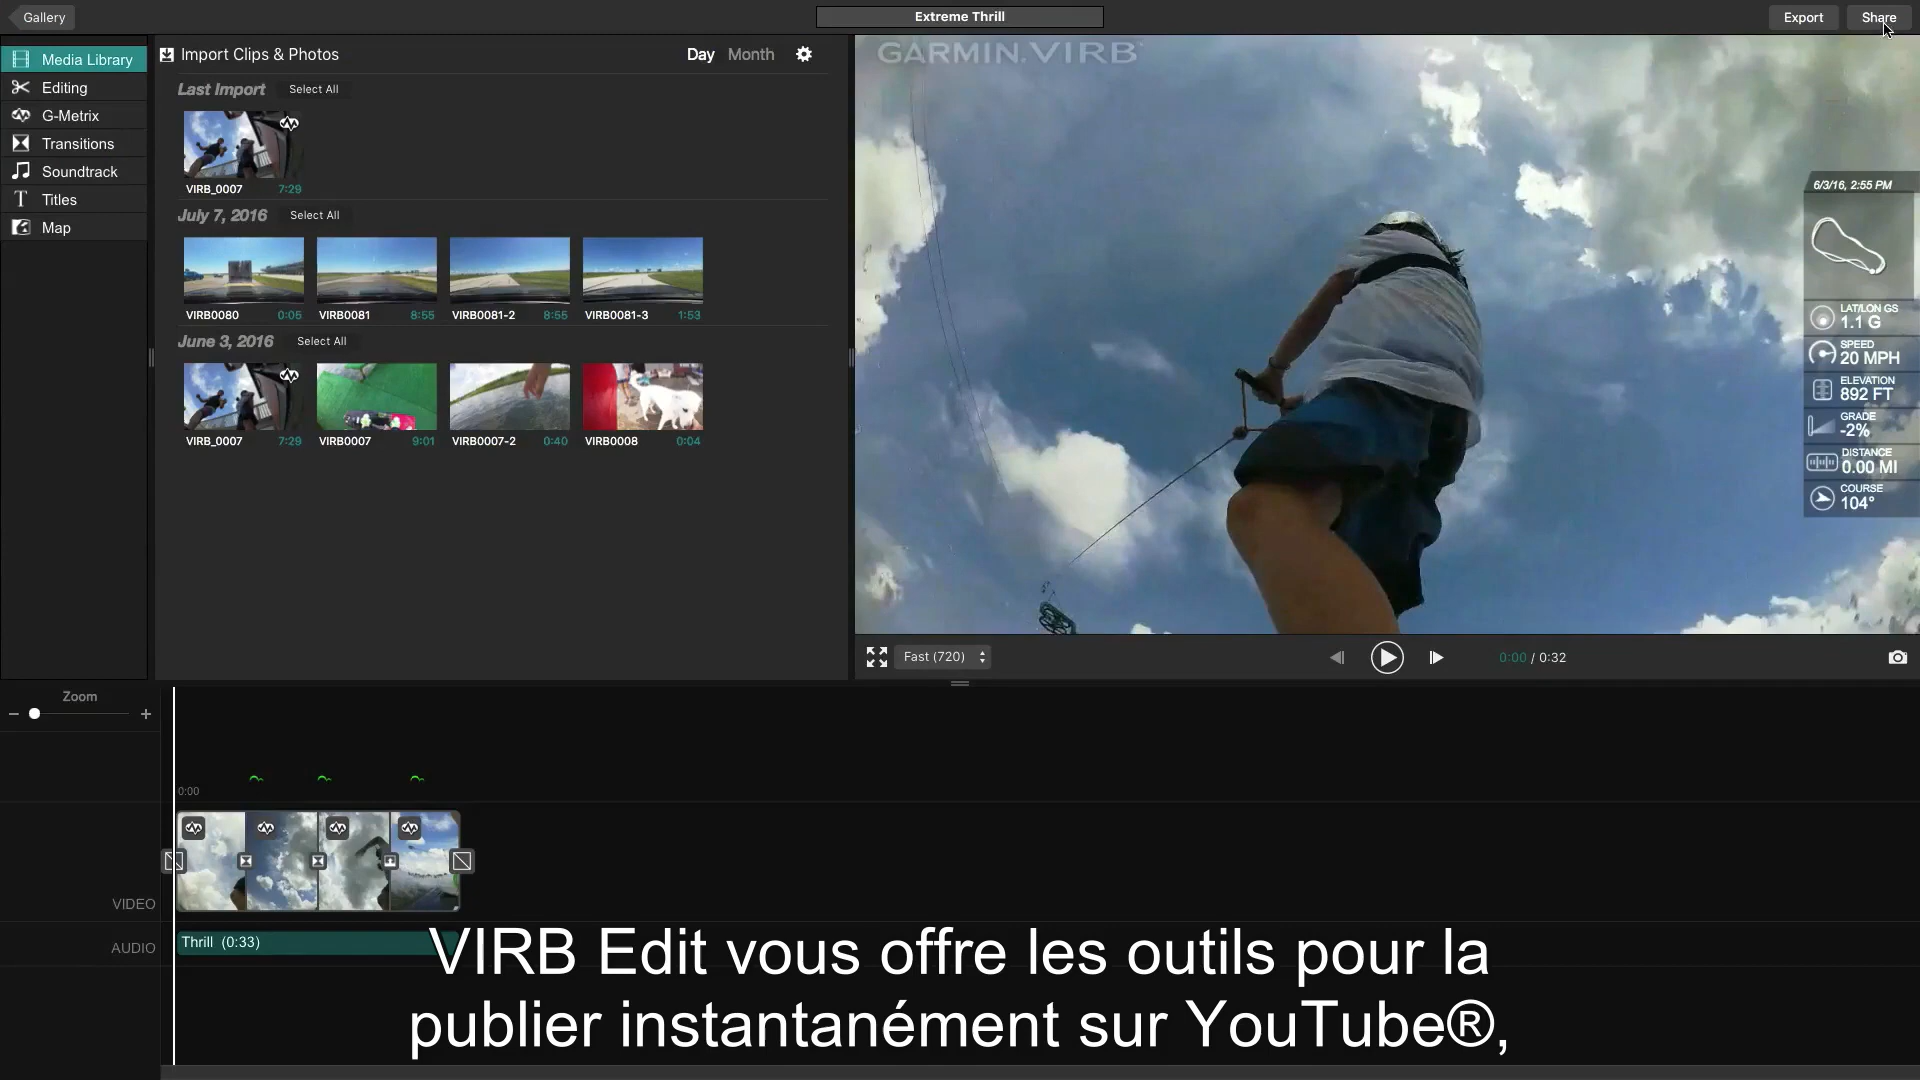 Gallery
Extreme Thrill
Export
Share
Media Library
Editing
G-Metrix
Transitions
Soundtrack
Titles
Map
Import Clips & Photos
Day
Month
Last Import
Select All
VIRB_0007 7:29
July 7, 2016
Select All
VIRB0080 0:05
VIRB0081 8:55
VIRB0081-2 8:55
VIRB0081-3 1:53
June 3, 2016
Select All
VIRB_0007 7:29
VIRB0007 9:01
VIRB0007-2 0:40
VIRB0008 0:04
GARMIN. VIRB
6/3/16, 2:55 PM
LAT/LON GS
1.1 G
SPEED
20 MPH
ELEVATION
892 FT
GRADE
-2%
DISTANCE
0.00 MI
COURSE
104°
Fast (720)
0:00 / 0:32
Zoom
0:00
VIDEO
AUDIO
Thrill (0:33)
VIRB Edit vous offre les outils pour la
publier instantanément sur YouTube®,